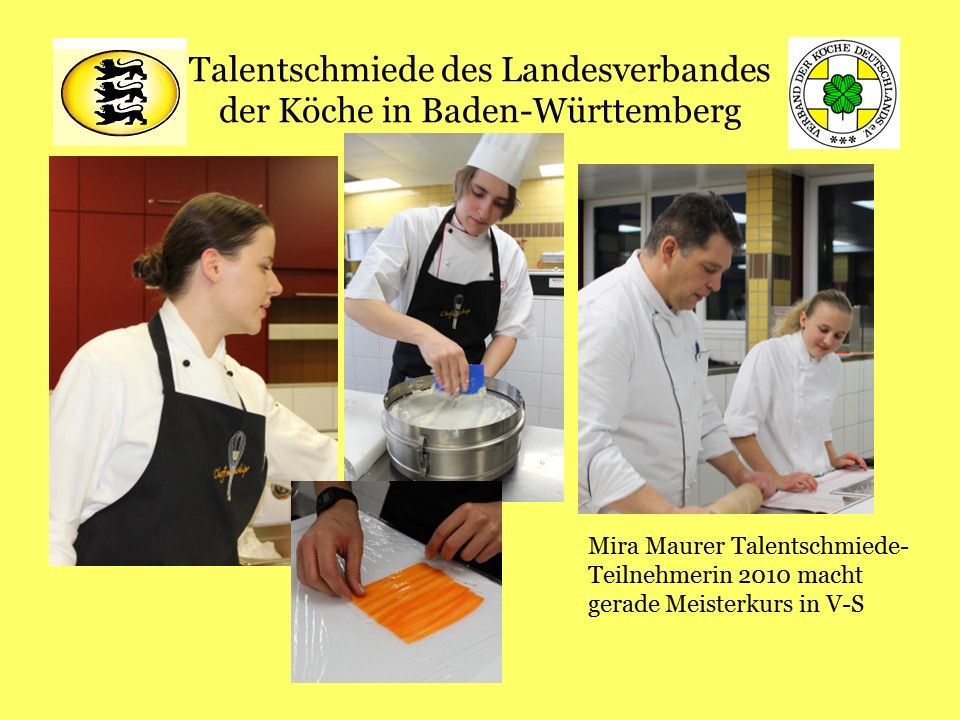 Talentschmiede des Landesverbandes
der Köche in Baden-Württemberg
VERBAND DER KÖCHE DEUTSCHLANDS e.V.
***
Mira Maurer Talentschmiede-
Teilnehmerin 2010 macht
gerade Meisterkurs in V-S